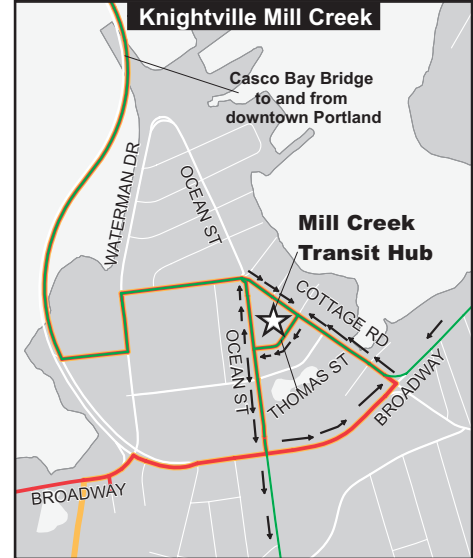 Knightville Mill Creek
Casco Bay Bridge
to and from
downtown Portland
WATERMAN DR
OCEAN ST
Mill Creek
Transit Hub
COTTAGE RD
OCEAN ST
THOMAS ST
BROADWAY
BROADWAY